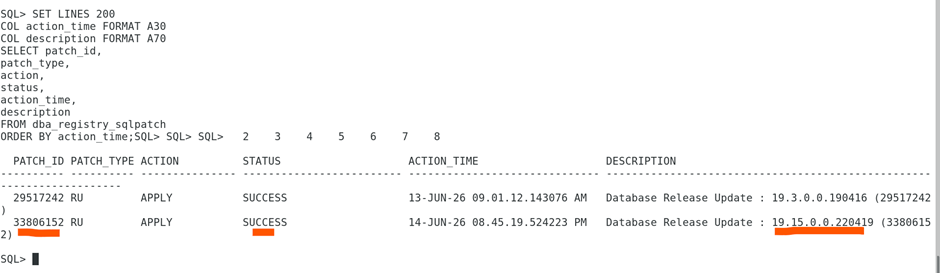 SQL> SET LINES 200
COL action_time FORMAT A30
COL description FORMAT A70
SELECT patch_id,
patch_type,
action,
status,
action_time,
description
FROM dba_registry_sqlpatch
ORDER BY action_time;SQL> SQL> SQL>   2    3    4    5    6    7    8

  PATCH_ID PATCH_TYPE ACTION          STATUS                    ACTION_TIME                    DESCRIPTION
---------- ---------- --------------- ------------------------- ------------------------------ ---------------------------------------------------
-------------------
  29517242 RU         APPLY           SUCCESS                   13-JUN-26 09.01.12.143076 AM   Database Release Update : 19.3.0.0.190416 (29517242
)
  33806152 RU         APPLY           SUCCESS                   14-JUN-26 08.45.19.524223 PM   Database Release Update : 19.15.0.0.220419 (3380615
2)

SQL>